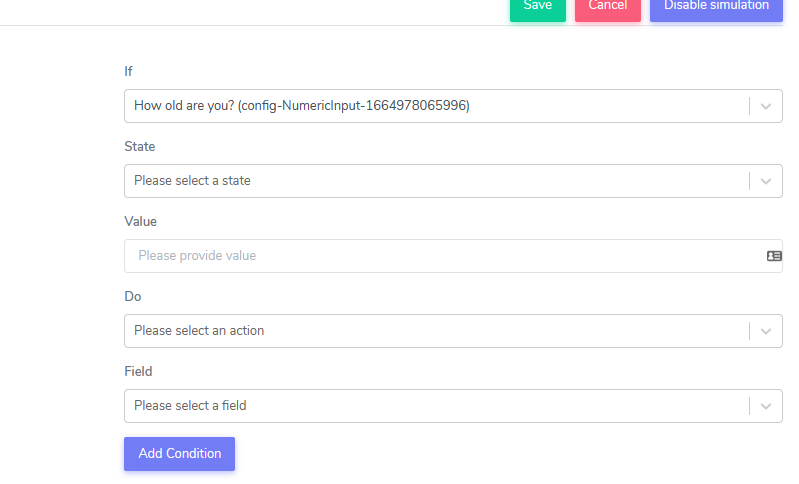 Save Cancel Disable simulation
If
How old are you? (config-NumericInput-1664978065996)
State
Please select a state
Value
Please provide value
Do
Please select an action
Field
Please select a field
Add Condition